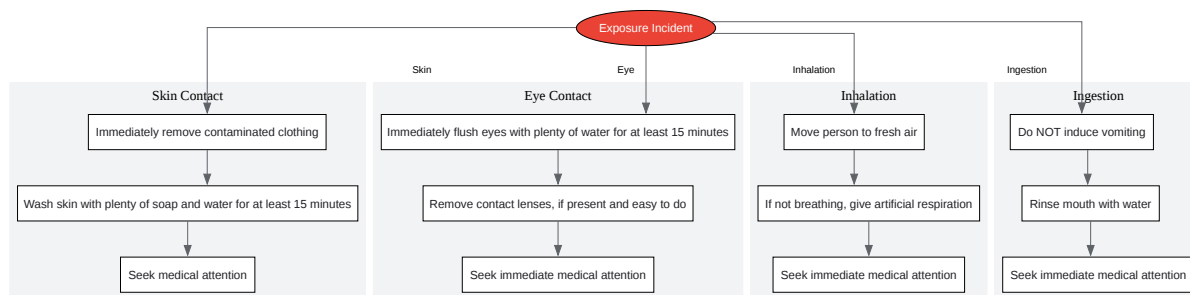 Exposure Incident
Skin
Eye
Inhalation
Ingestion
Skin Contact
Immediately remove contaminated clothing
Wash skin with plenty of soap and water for at least 15 minutes
Seek medical attention
Eye Contact
Immediately flush eyes with plenty of water for at least 15 minutes
Remove contact lenses, if present and easy to do
Seek immediate medical attention
Inhalation
Move person to fresh air
If not breathing, give artificial respiration
Seek immediate medical attention
Ingestion
Do NOT induce vomiting
Rinse mouth with water
Seek immediate medical attention